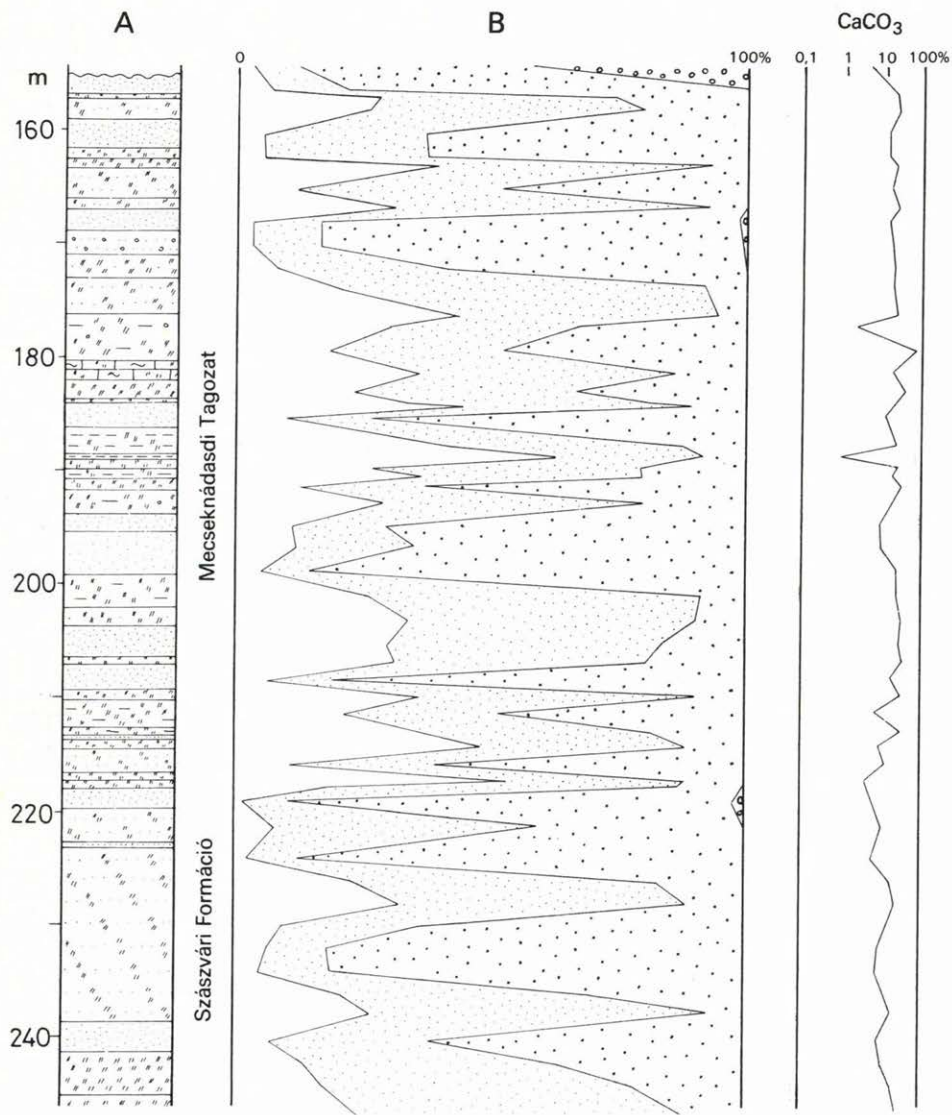 A B CaCO3
m 0 100% 0,1 1 10 100%
160
180
200
220
240
Mecseknádasdi Tagozat
Szászvári Formáció